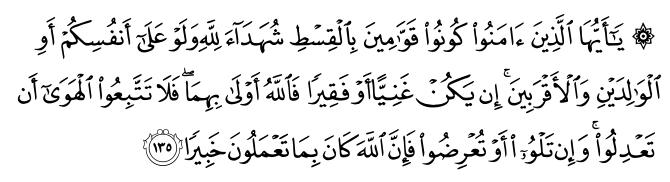 ۞ يَٰٓأَيُّهَا ٱلَّذِينَ ءَامَنُوا۟ كُونُوا۟ قَوَّٰمِينَ بِٱلْقِسْطِ شُهَدَآءَ لِلَّهِ وَلَوْ عَلَىٰٓ أَنفُسِكُمْ أَوِ
ٱلْوَٰلِدَيْنِ وَٱلْأَقْرَبِينَ ۚ إِن يَكُنْ غَنِيًّا أَوْ فَقِيرًا فَٱللَّهُ أَوْلَىٰ بِهِمَا ۖ فَلَا تَتَّبِعُوا۟ ٱلْهَوَىٰٓ أَن
تَعْدِلُوا۟ ۚ وَإِن تَلْوُۥٓا۟ أَوْ تُعْرِضُوا۟ فَإِنَّ ٱللَّهَ كَانَ بِمَا تَعْمَلُونَ خَبِيرًا ١٣٥